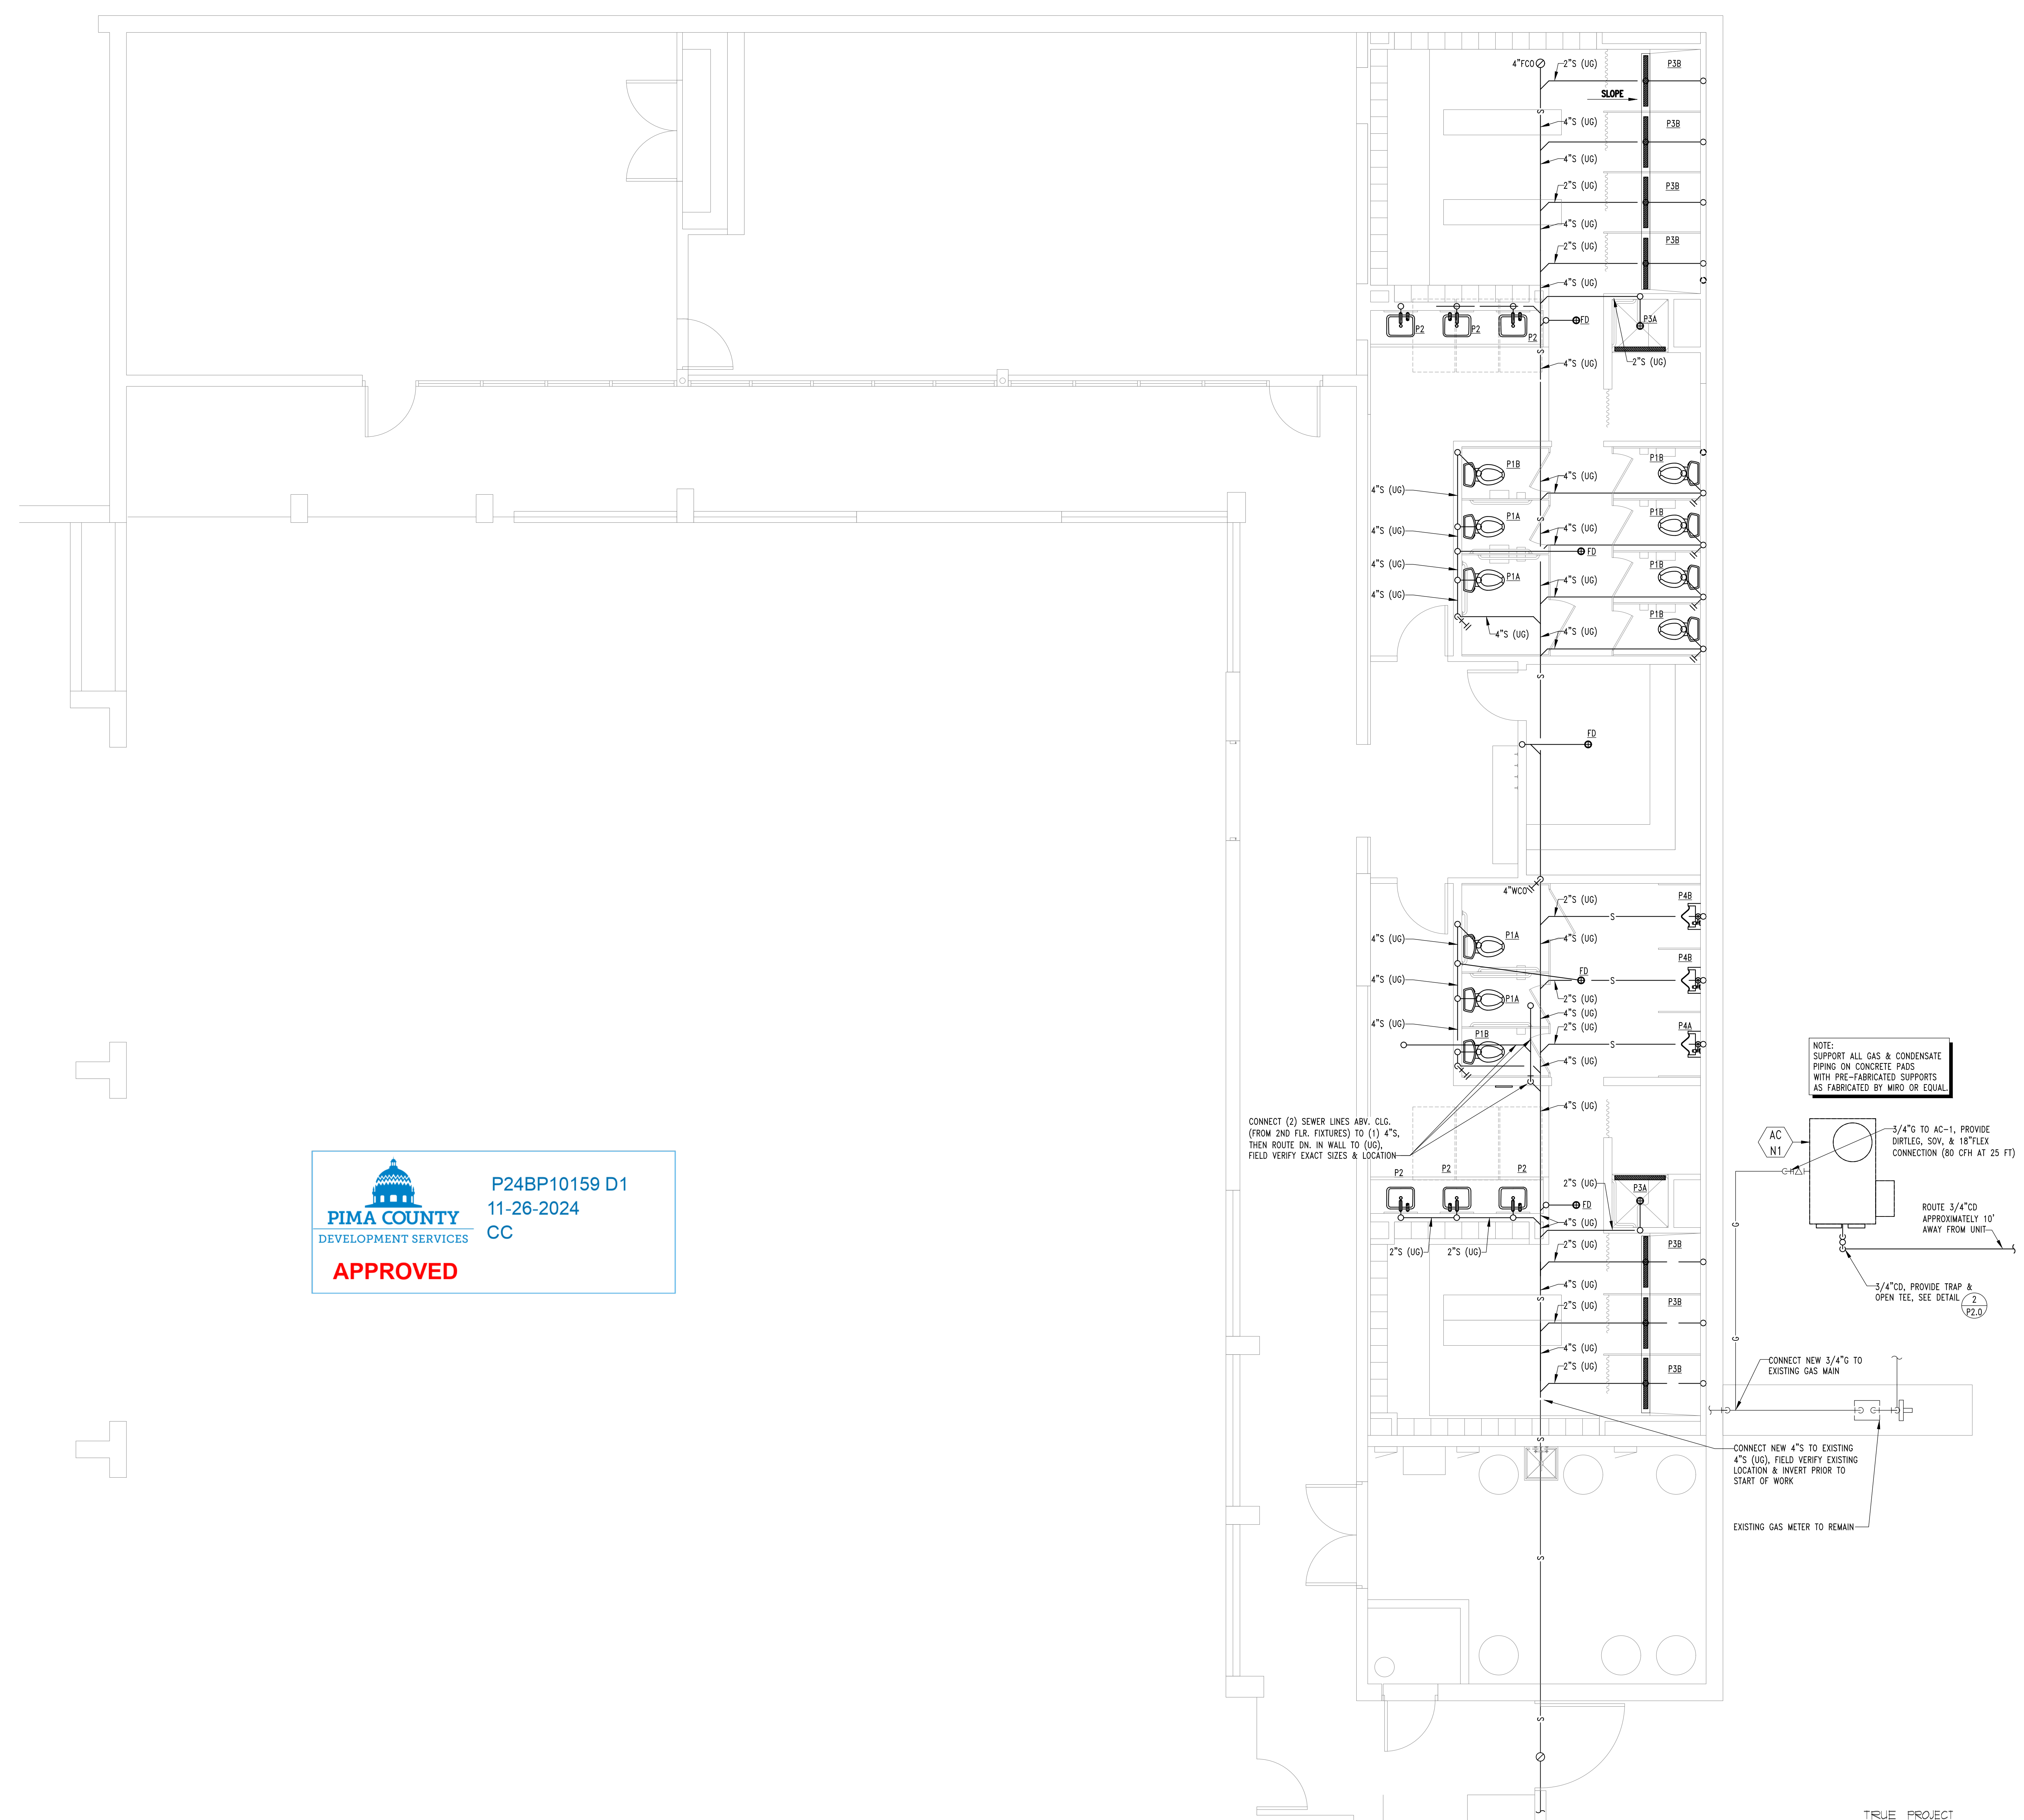 4"FCO
2"S (UG)
P3B
SLOPE
S
4"S (UG)
P3B
4"S (UG)
2"S (UG)
P3B
4"S (UG)
2"S (UG)
P3B
4"S (UG)
P2
P2
P2
FD
P3A
S
4"S (UG)
2"S (UG)
P1B
P1B
4"S (UG)
4"S (UG)
P1A
P1B
S
4"S (UG)
4"S (UG)
FD
4"S (UG)
P1B
P1A
4"S (UG)
4"S (UG)
P1B
4"S (UG)
4"S (UG)
S
FD
4"WCO
2"S (UG)
P4B
S
P1A
4"S (UG)
4"S (UG)
P4B
FD
4"S (UG)
S
P1A
2"S (UG)
4"S (UG)
4"S (UG)
2"S (UG)
P4A
P1B
S
4"S (UG)
4"S (UG)
CONNECT (2) SEWER LINES ABV. CLG.
(FROM 2ND FLR. FIXTURES) TO (1) 4"S,
THEN ROUTE DN. IN WALL TO (UG),
FIELD VERIFY EXACT SIZES & LOCATION
P2
P2
P2
2"S (UG)
P3A
FD
4"S (UG)
2"S (UG)
2"S (UG)
2"S (UG)
P3B
4"S (UG)
S
2"S (UG)
P3B
4"S (UG)
2"S (UG)
P3B
S
S
S
NOTE:
SUPPORT ALL GAS & CONDENSATE
PIPING ON CONCRETE PADS
WITH PRE-FABRICATED SUPPORTS
AS FABRICATED BY MIRO OR EQUAL.
AC
N1
3/4"G TO AC-1, PROVIDE
DIRTLEG, SOV, & 18"FLEX
CONNECTION (80 CFH AT 25 FT)
ROUTE 3/4"CD
APPROXIMATELY 10'
AWAY FROM UNIT
G
3/4"CD, PROVIDE TRAP &
OPEN TEE, SEE DETAIL
2
P2.0
G
CONNECT NEW 3/4"G TO
EXISTING GAS MAIN
CONNECT NEW 4"S TO EXISTING
4"S (UG), FIELD VERIFY EXISTING
LOCATION & INVERT PRIOR TO
START OF WORK
EXISTING GAS METER TO REMAIN
PIMA COUNTY
DEVELOPMENT SERVICES
APPROVED
P24BP10159 D1
11-26-2024
CC
TRUE PROJECT